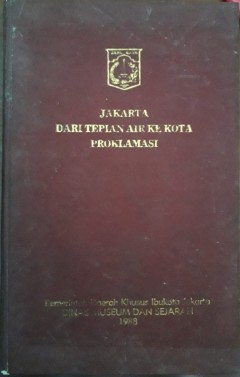 JAKARTA
DARI TEPIAN AIR KE KOTA
PROKLAMASI
Pemerintah Daerah Khusus Ibukota Jakarta
DINAS MUSEUM DAN SEJARAH
1988